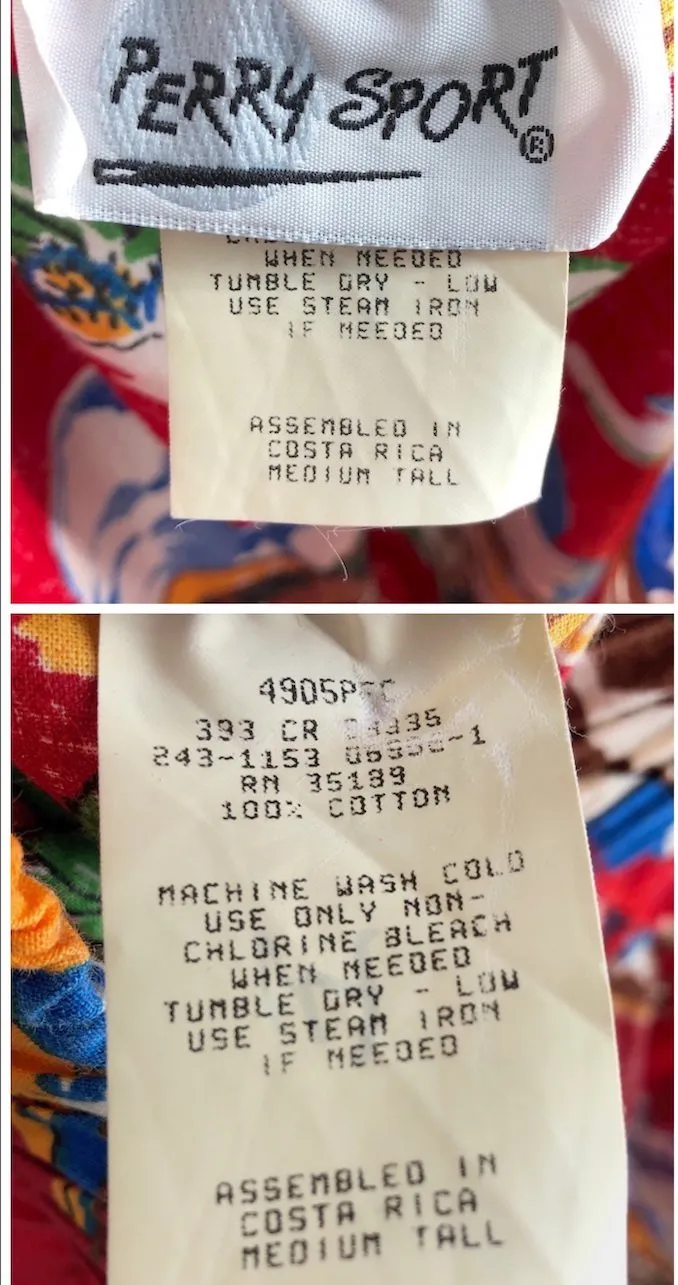 PERRY SPORT®
WHEN NEEDED
TUMBLE DRY - LOW
USE STEAM IRON
IF NEEDED
ASSEMBLED IN
COSTA RICA
MEDIUM TALL
393 CR
243-1153
RN 35189
100% COTTON
MACHINE WASH COLD
USE ONLY NON-
CHLORINE BLEACH
WHEN NEEDED
TUMBLE DRY - LOW
USE STEAM IRON
IF NEEDED
ASSEMBLED IN
COSTA RICA
MEDIUM TALL